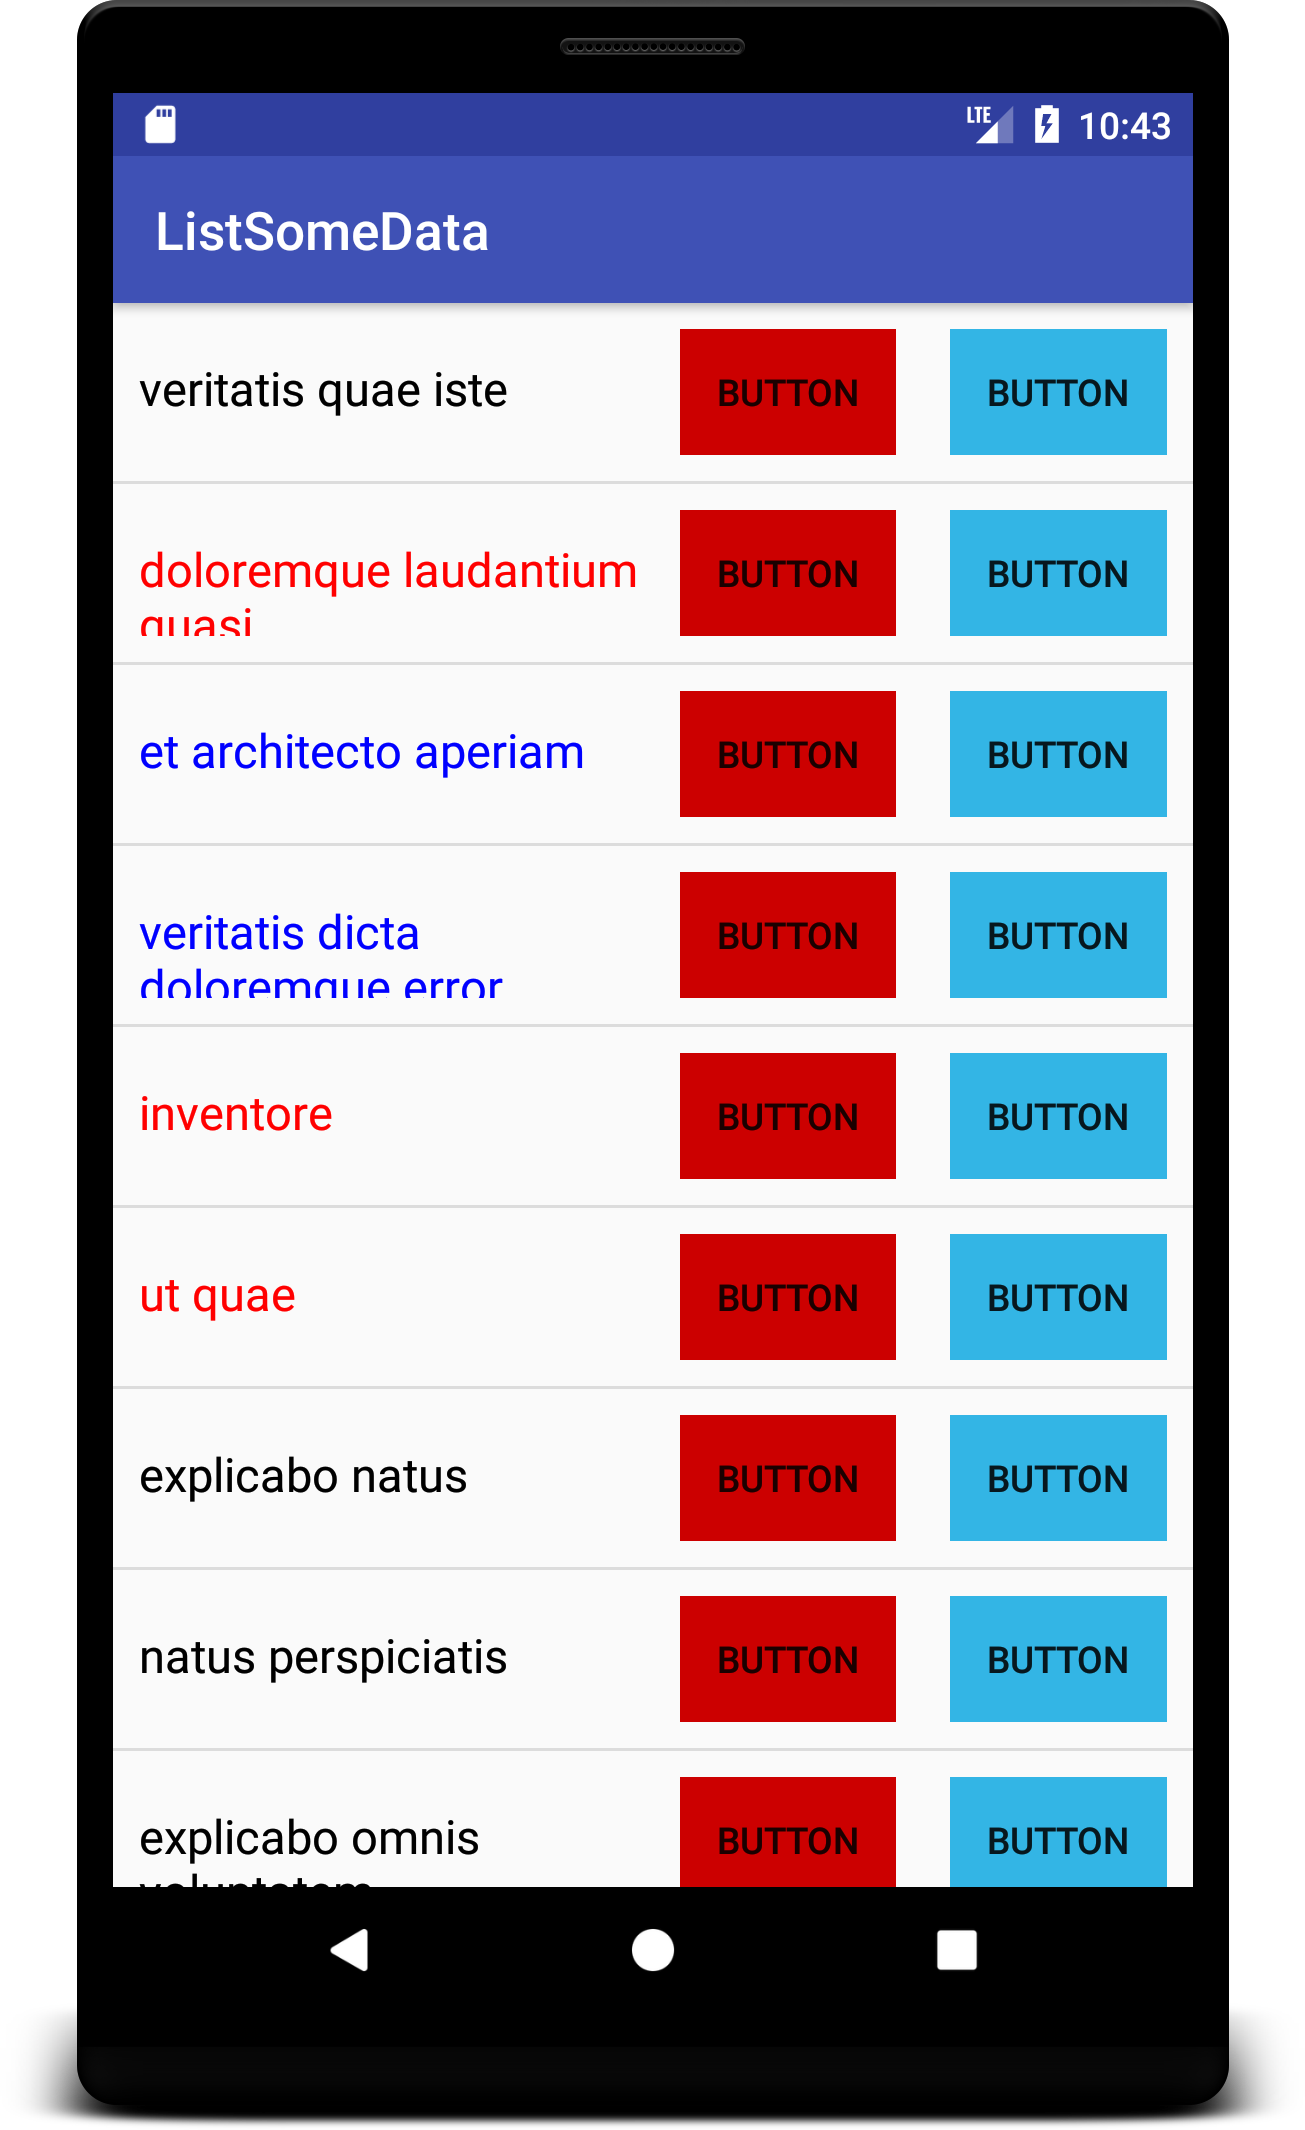 LTE 10:43
ListSomeData
veritatis quae iste BUTTON BUTTON
doloremque laudantium BUTTON BUTTON
quasi
et architecto aperiam BUTTON BUTTON
veritatis dicta BUTTON BUTTON
doloremque error
inventore BUTTON BUTTON
ut quae BUTTON BUTTON
explicabo natus BUTTON BUTTON
natus perspiciatis BUTTON BUTTON
explicabo omnis BUTTON BUTTON
voluptatem